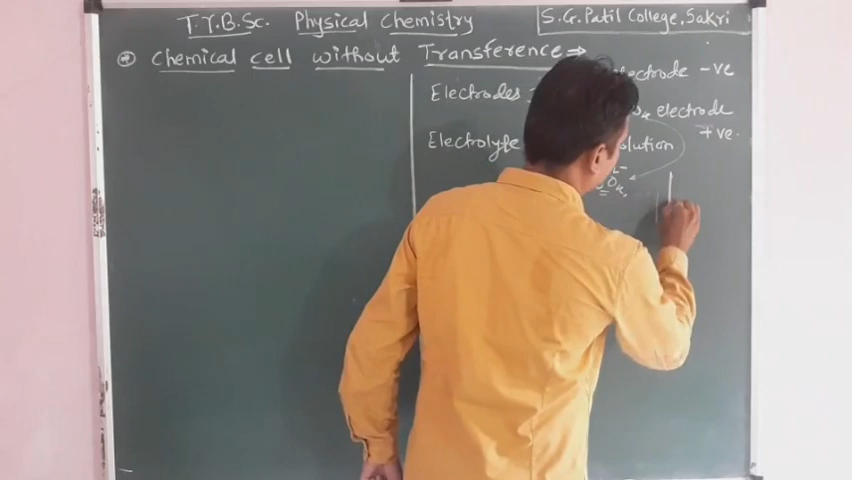 T.Y.B.Sc. Physical Chemistry
S.G. Patil College, Sakri
Chemical cell without Transference ⇒
electrode -ve
Electrodes
electrode
+ve.
Electrolyte
solution